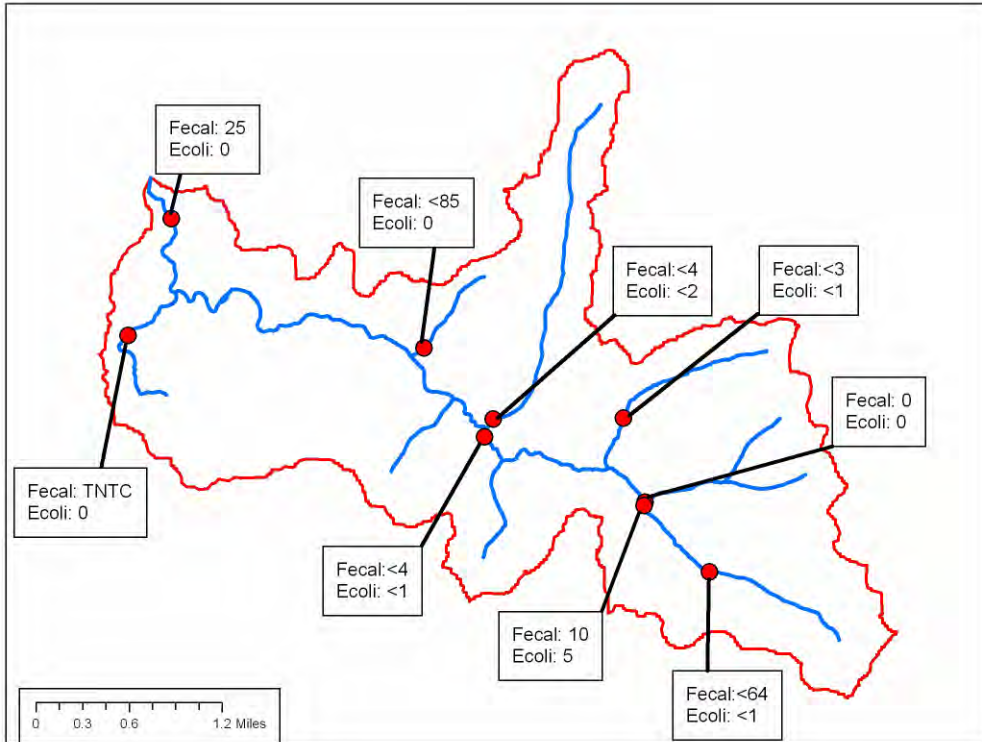 Fecal: 25
Ecoli: 0
Fecal: <85
Ecoli: 0
Fecal:<4
Ecoli: <2
Fecal:<3
Ecoli: <1
Fecal: 0
Ecoli: 0
Fecal: TNTC
Ecoli: 0
Fecal:<4
Ecoli: <1
Fecal: 10
Ecoli: 5
Fecal:<64
Ecoli: <1
0 0.3 0.6 1.2 Miles